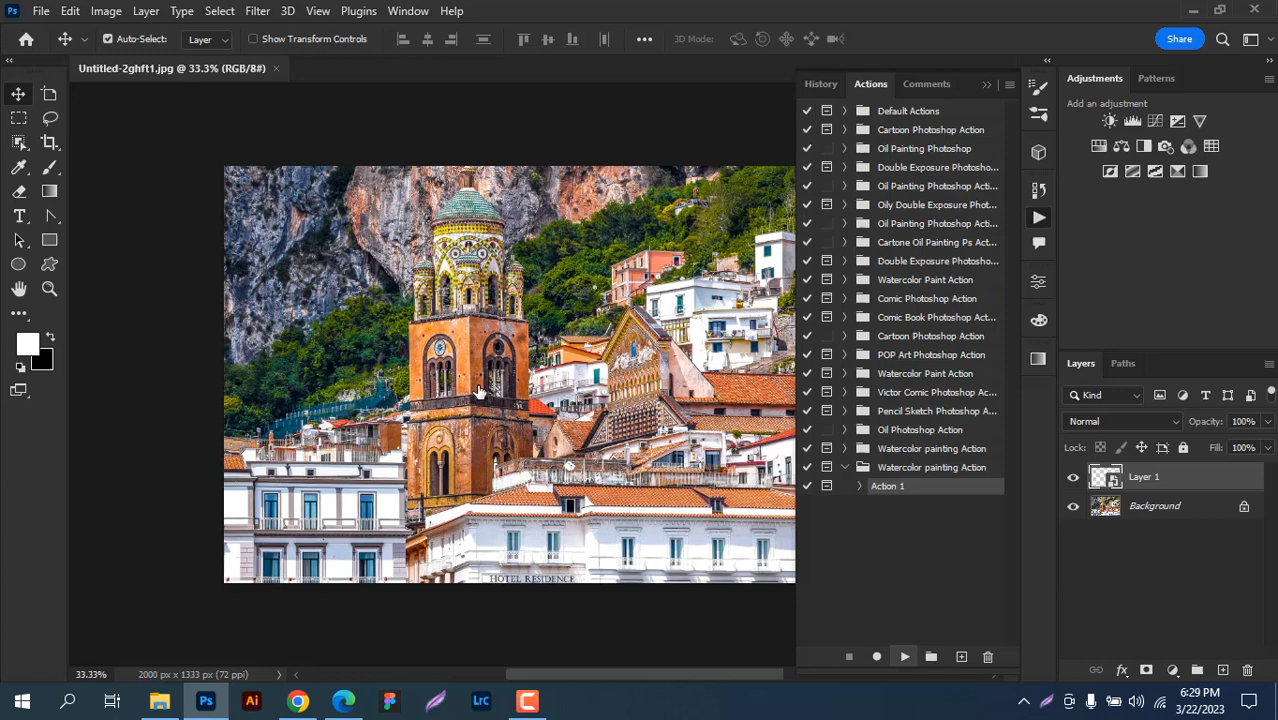 Ps File Edit Image Layer Type Select Filter 3D View Plugins Window Help
Auto-Select: Layer Show Transform Controls 3D Mode: Share
Untitled-2ghft1.jpg @ 33.3% (RGB/8#)
History Actions Comments
Default Actions
Cartoon Photoshop Action
Oil Painting Photoshop
Double Exposure Photosho...
Oil Painting Photoshop Acti...
Oily Double Exposure Phot...
Oil Painting Photoshop Acti...
Cartone Oil Painting Ps Act...
Double Exposure Photosho...
Watercolor Paint Action
Comic Photoshop Action
Comic Book Photoshop Acti...
Cartoon Photoshop Action
POP Art Photoshop Action
Watercolor Paint Action
Victor Comic Photoshop Ac...
Pencil Sketch Photoshop A...
Oil Photoshop Action
Watercolor painting Action
Watercolor painting Action
Action 1
Adjustments Patterns
Add an adjustment
Layers Paths
Kind
Normal Opacity: 100%
Lock: Fill: 100%
Layer 1
Background
HOTEL RESIDENCE
33.33% 2000 px x 1333 px (72 ppi)
Ps Ai Lrc
6:29 PM
3/22/2023